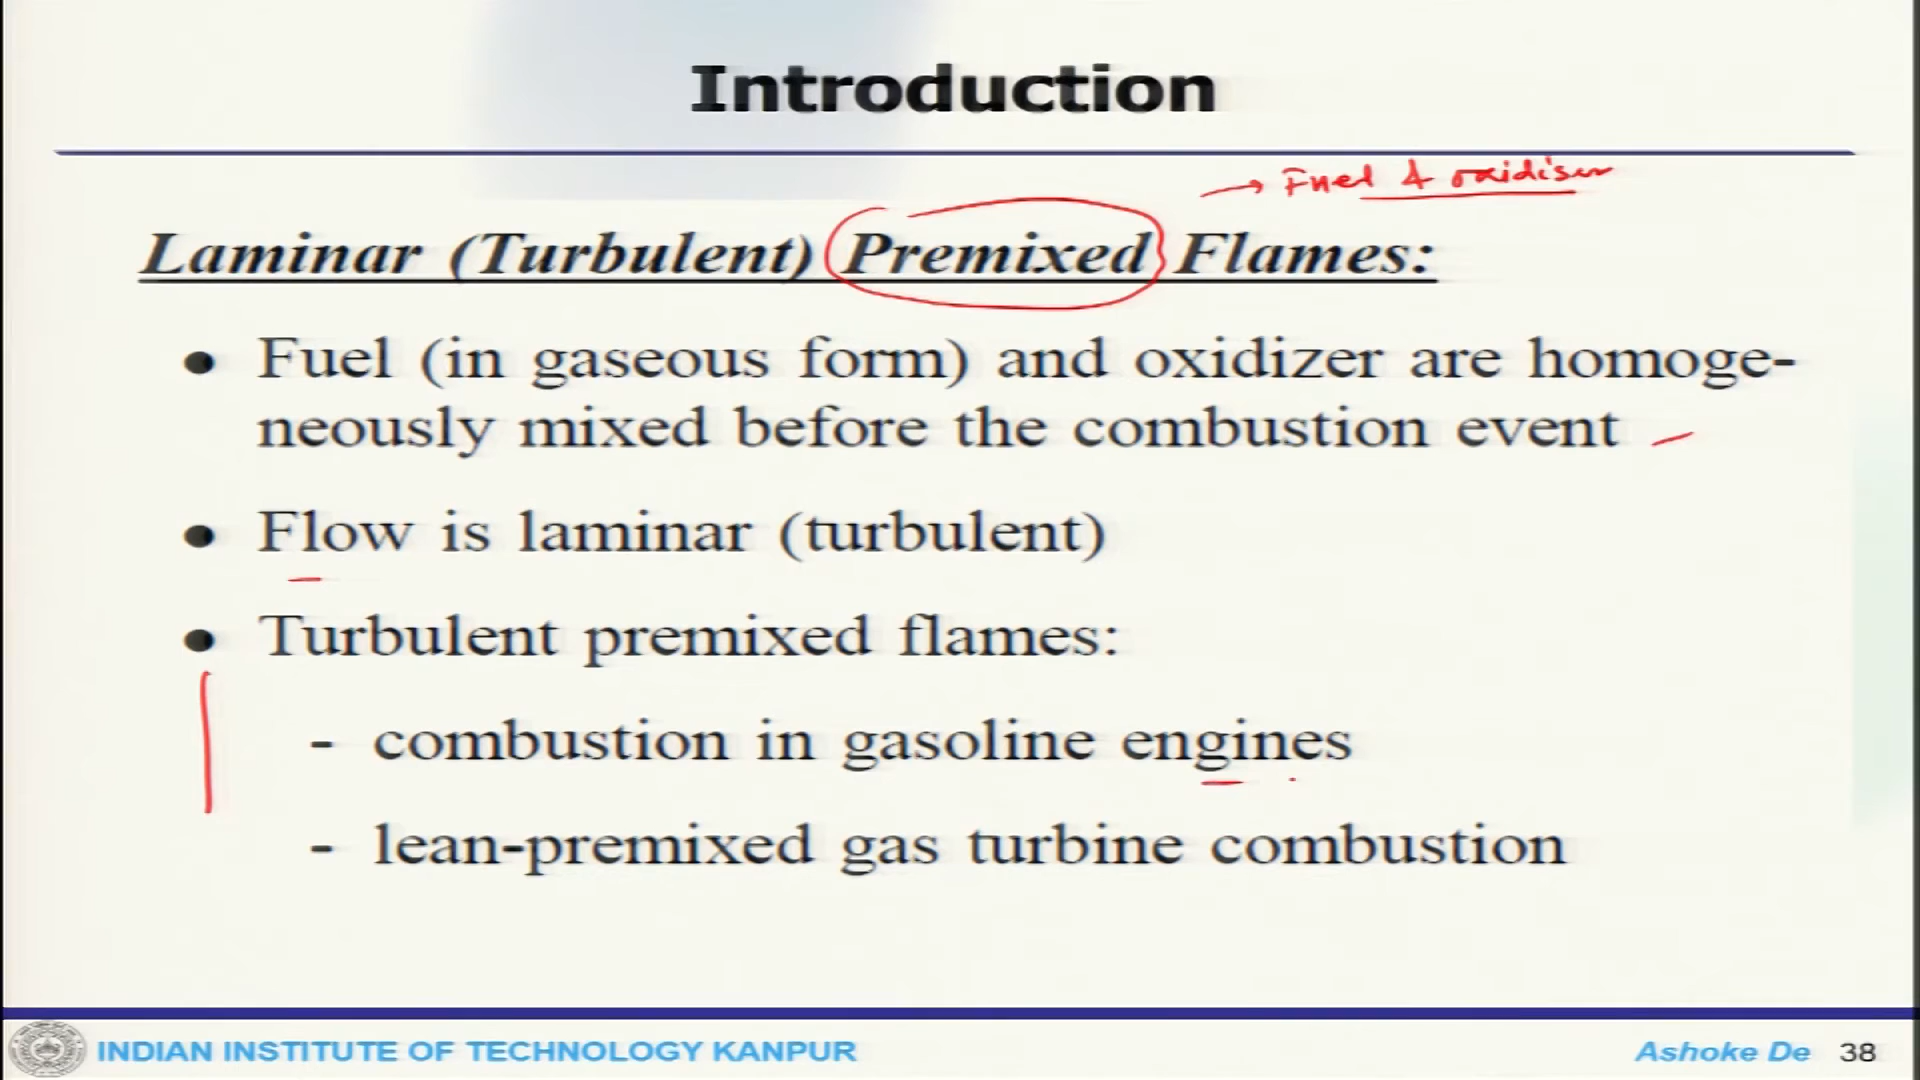 Introduction
→ Fuel & oxidiser
Laminar (Turbulent) Premixed Flames:
● Fuel (in gaseous form) and oxidizer are homoge-
neously mixed before the combustion event
● Flow is laminar (turbulent)
● Turbulent premixed flames:
- combustion in gasoline engines
- lean-premixed gas turbine combustion
INDIAN INSTITUTE OF TECHNOLOGY KANPUR
Ashoke De 38